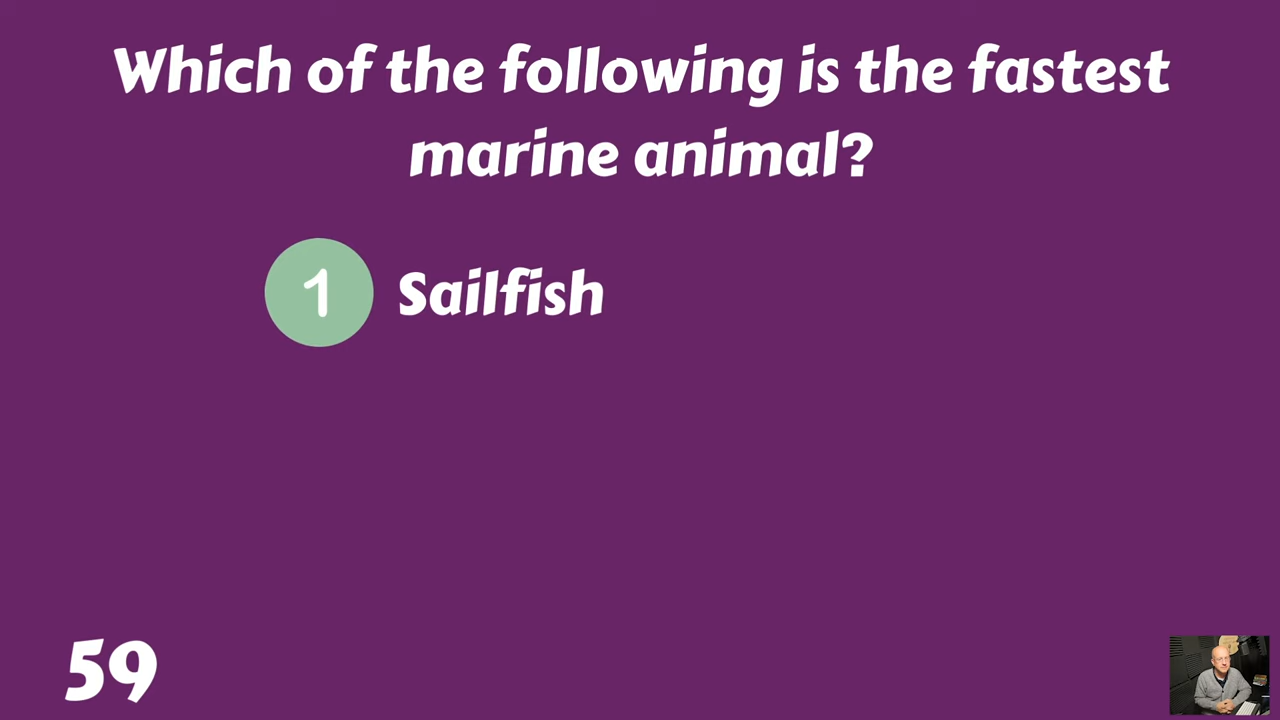 Which of the following is the fastest
marine animal?
1 Sailfish
59